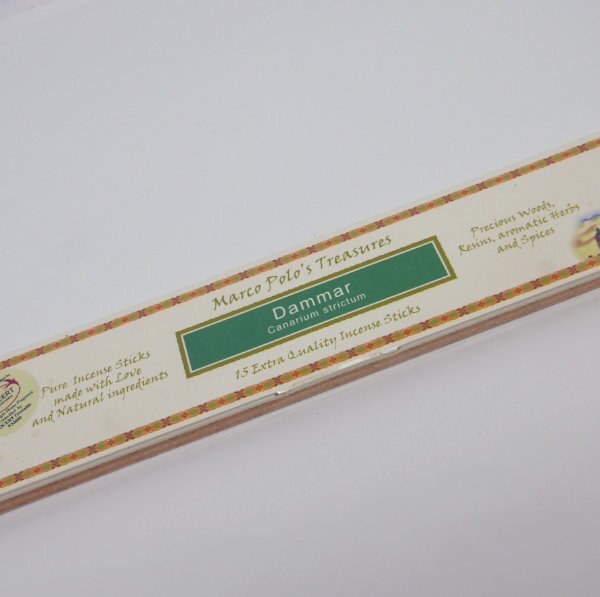 Marco Polo's Treasures
Dammar
Canarium strictum
15 Extra Quality Incense Sticks
Pure Incense Sticks
made with Love
and Natural ingredients
Precious Woods,
Resins, aromatic Herbs
and Spices